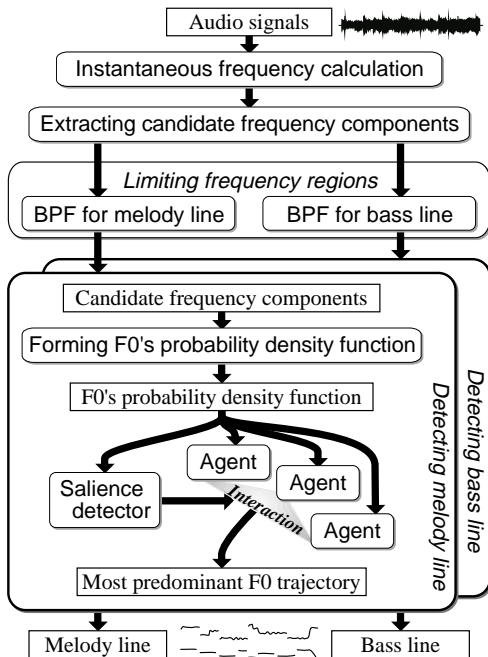 Audio signals
Instantaneous frequency calculation
Extracting candidate frequency components
Limiting frequency regions
BPF for melody line
BPF for bass line
Candidate frequency components
Forming F0's probability density function
F0's probability density function
Agent
Agent
Agent
Salience
detector
Interaction
Most predominant F0 trajectory
Detecting melody line
Detecting bass line
Melody line
Bass line